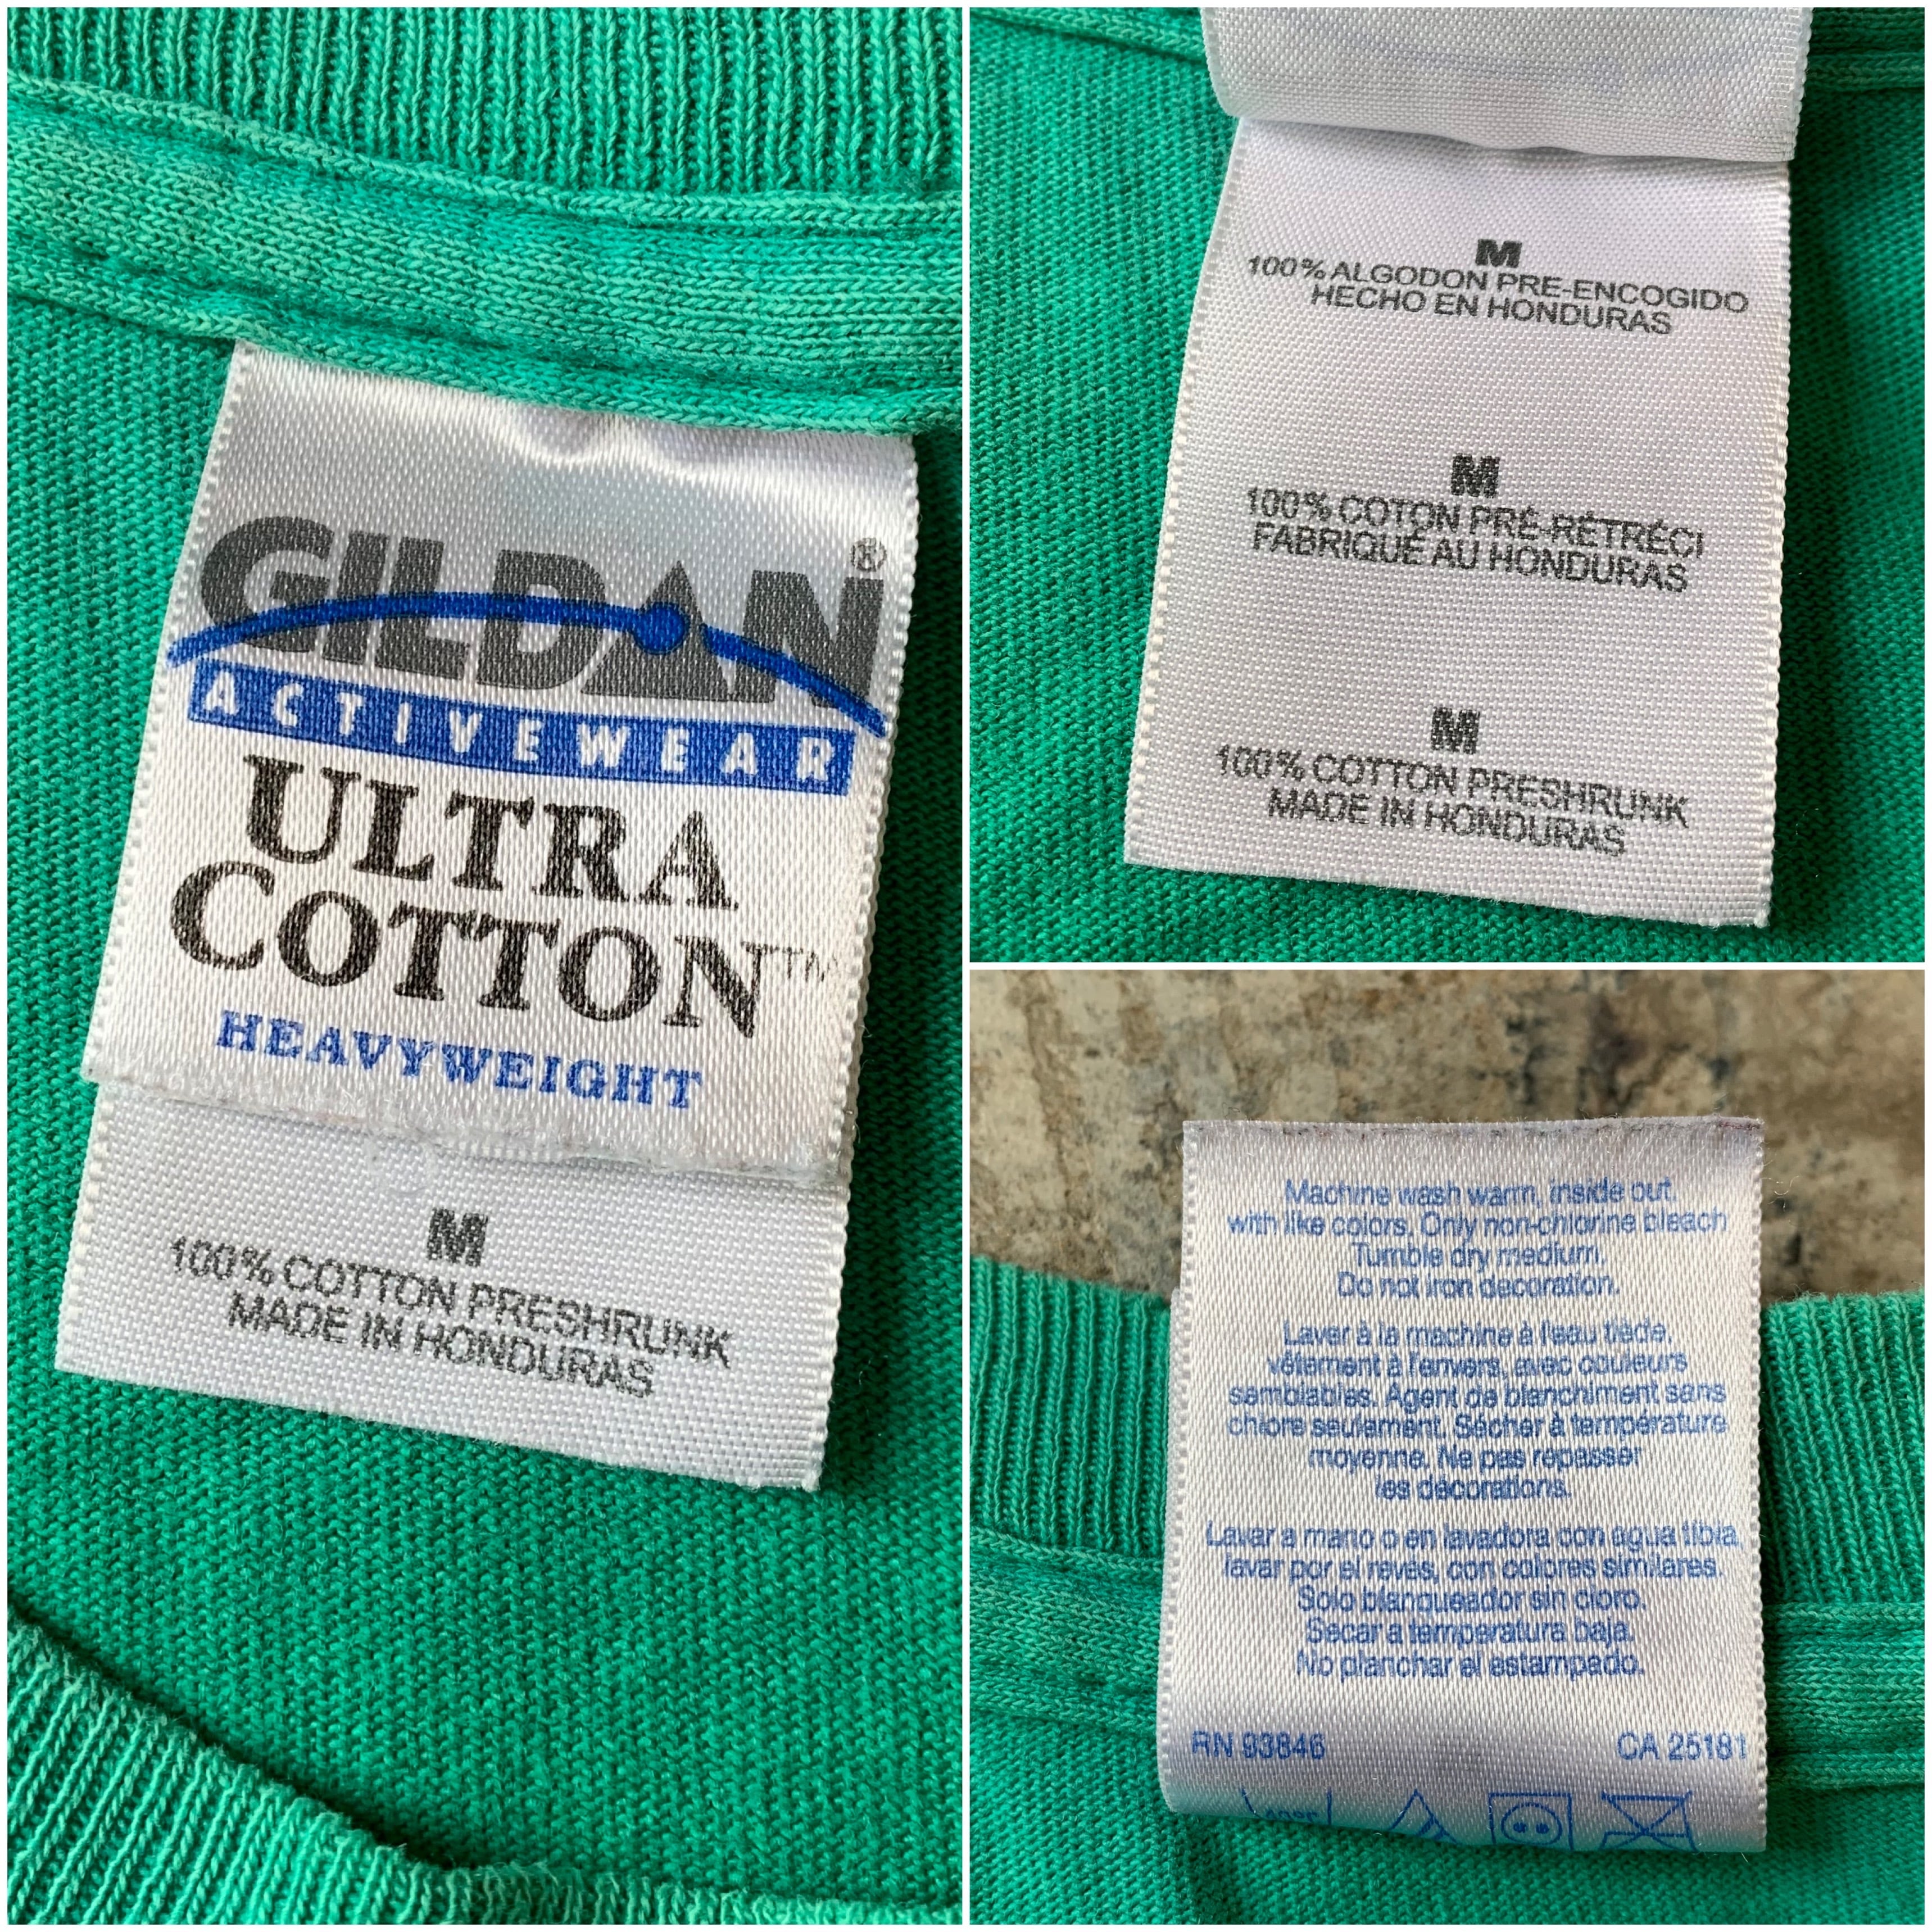 GILDAN®
ACTIVEWEAR
ULTRA
COTTON™
HEAVYWEIGHT
M
100% COTTON PRESHRUNK
MADE IN HONDURAS
M
100% ALGODON PRE-ENCOGIDO
HECHO EN HONDURAS
M
100% COTON PRÉ-RÉTRÉCI
FABRIQUÉ AU HONDURAS
M
100% COTTON PRESHRUNK
MADE IN HONDURAS
Machine wash warm, inside out,
with like colors. Only non-chlorine bleach
Tumble dry medium.
Do not iron decoration.
Laver à la machine à l'eau tiède,
vêtement à l'envers, avec couleurs
semblables. Agent de blanchiment sans
chlore seulement. Sécher à température
moyenne. Ne pas repasser
les décorations.
Lavar a mano o en lavadora con agua tibia
lavar por el revés, con colores similares.
Solo blanqueador sin cloro.
Secar a temperatura baja.
No planchar el estampado.
RN 93846 CA 25181